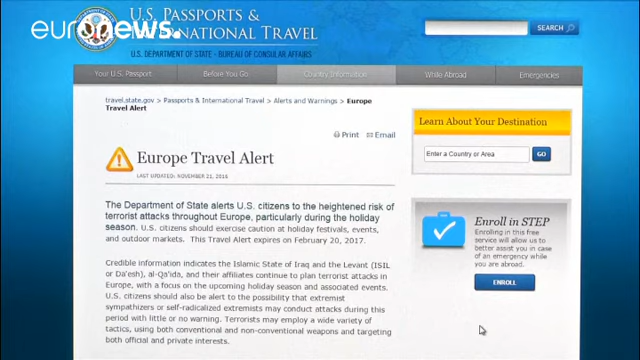 euronews.
U.S. PASSPORTS &
INTERNATIONAL TRAVEL
U.S. DEPARTMENT OF STATE - BUREAU OF CONSULAR AFFAIRS
SEARCH
Your U.S. Passport
Before You Go
Country Information
While Abroad
Emergencies
travel.state.gov > Passports & International Travel > Alerts and Warnings > Europe
Travel Alert
Print
Email
Europe Travel Alert
LAST UPDATED: NOVEMBER 21, 2016
The Department of State alerts U.S. citizens to the heightened risk of
terrorist attacks throughout Europe, particularly during the holiday
season. U.S. citizens should exercise caution at holiday festivals, events,
and outdoor markets. This Travel Alert expires on February 20, 2017.
Credible information indicates the Islamic State of Iraq and the Levant (ISIL
or Da'esh), al-Qa'ida, and their affiliates continue to plan terrorist attacks in
Europe, with a focus on the upcoming holiday season and associated events.
U.S. citizens should also be alert to the possibility that extremist
sympathizers or self-radicalized extremists may conduct attacks during this
period with little or no warning. Terrorists may employ a wide variety of
tactics, using both conventional and non-conventional weapons and targeting
both official and private interests.
Learn About Your Destination
Enter a Country or Area
GO
Enroll in STEP
Enrolling in this free
service will allow us to
better assist you in case
of an emergency while
you are abroad.
ENROLL